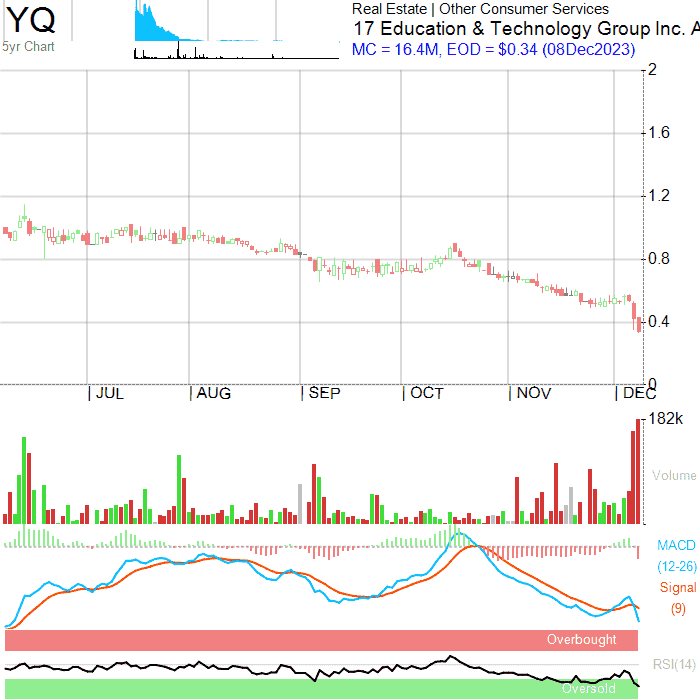 YQ
5yr Chart
Real Estate | Other Consumer Services
17 Education & Technology Group Inc. A
MC = 16.4M, EOD = $0.34 (08Dec2023)
2
1.6
1.2
0.8
0.4
0
JUL AUG SEP OCT NOV DEC
182k
Volume
MACD
(12-26)
Signal
(9)
Overbought
RSI(14)
Oversold